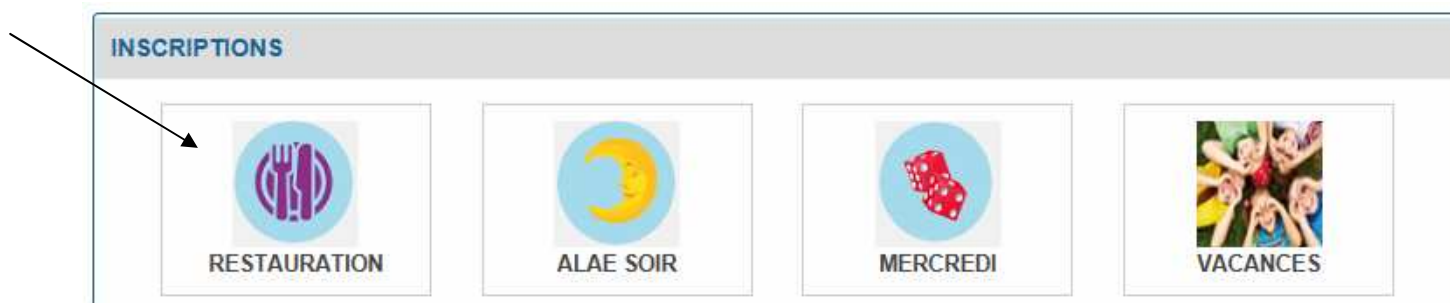 INSCRIPTIONS
RESTAURATION
ALAE SOIR
MERCREDI
VACANCES